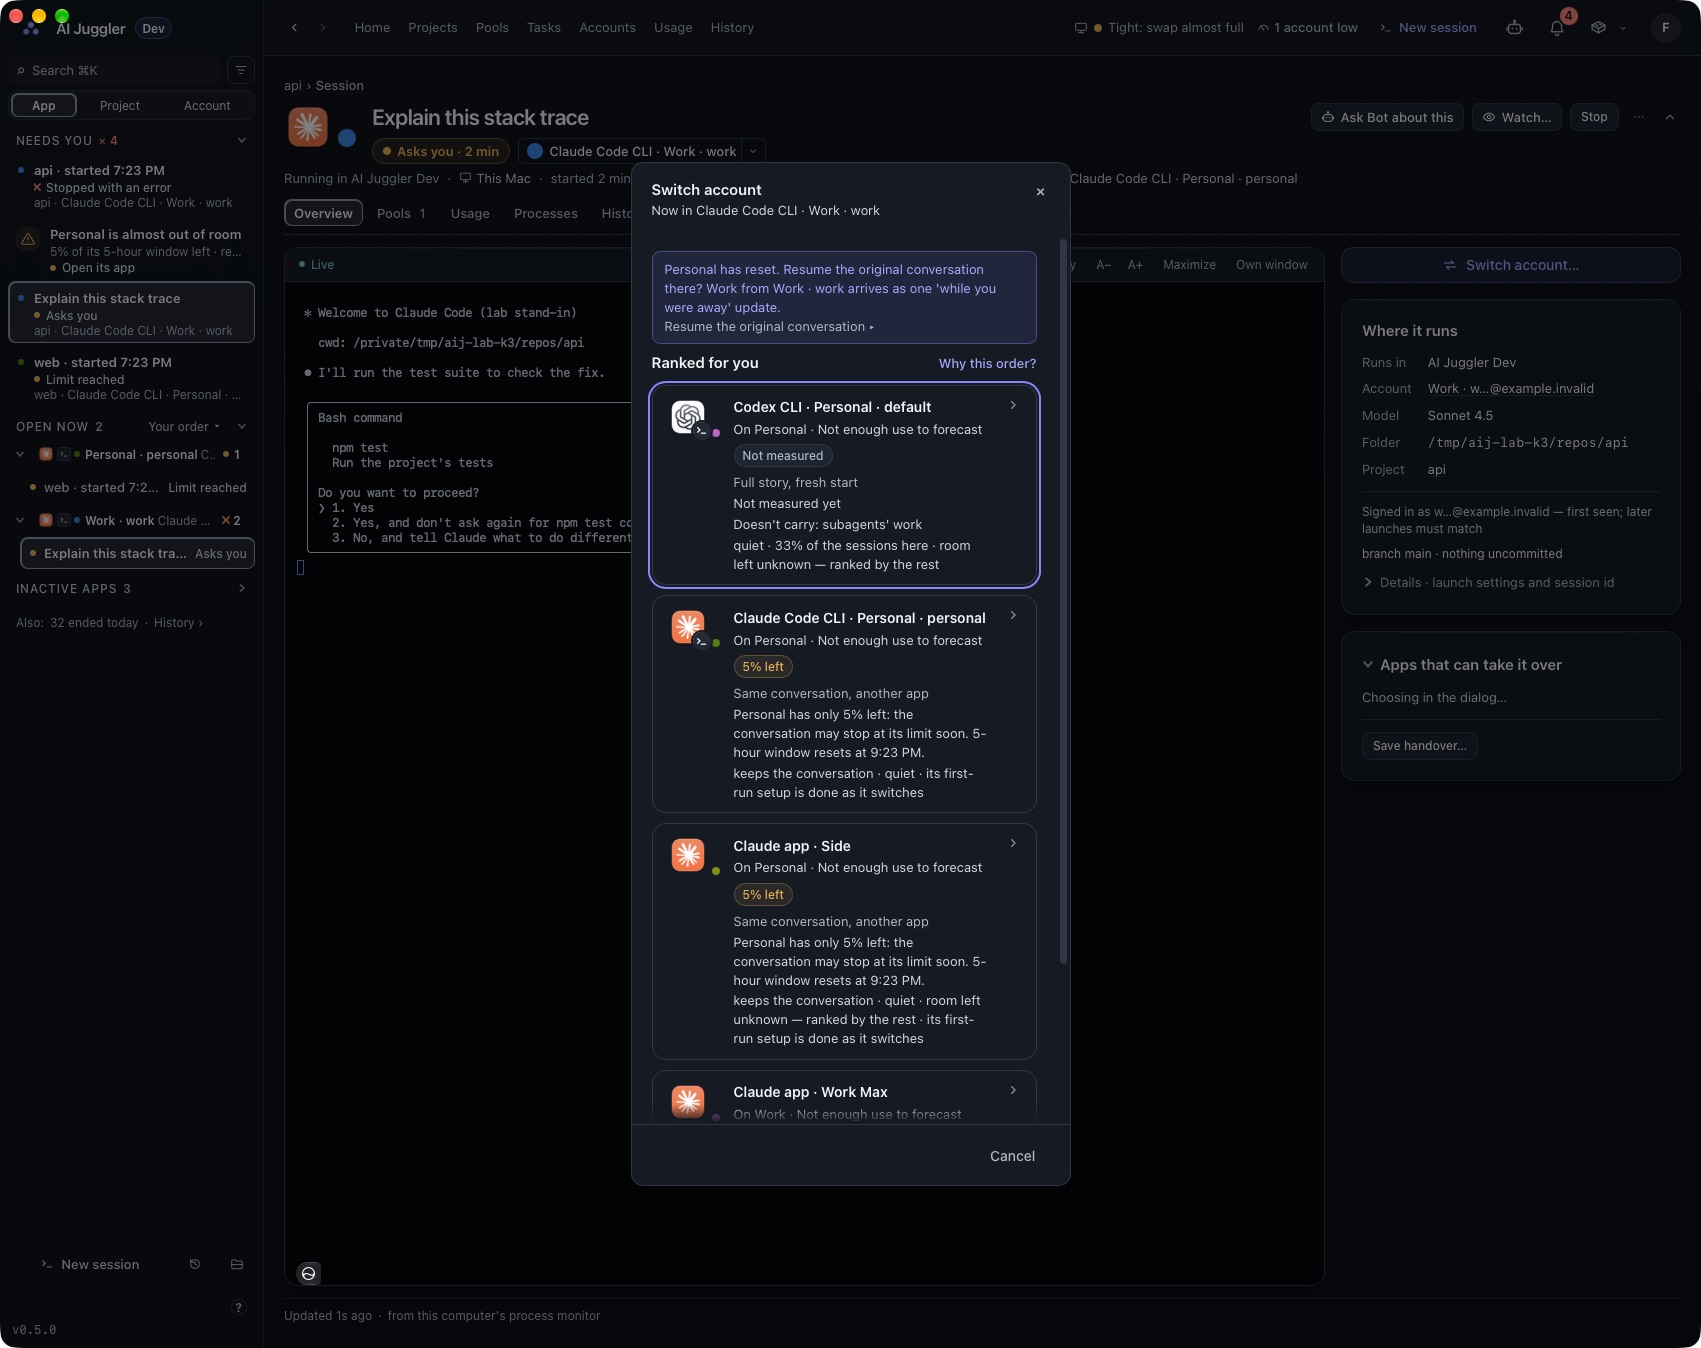 AI Juggler Dev
Search ⌘K
App Project Account
NEEDS YOU × 4
api · started 7:23 PM
Stopped with an error
api · Claude Code CLI · Work · work
Personal is almost out of room
5% of its 5-hour window left · re...
Open its app
Explain this stack trace
Asks you
api · Claude Code CLI · Work · work
web · started 7:23 PM
Limit reached
web · Claude Code CLI · Personal · ...
OPEN NOW 2 Your order
Personal · personal C.. 1
web · started 7:2... Limit reached
Work · work Claude ... ×2
Explain this stack tra... Asks you
INACTIVE APPS 3
Also: 32 ended today · History ›
New session
?
v0.5.0
Home Projects Pools Tasks Accounts Usage History
Tight: swap almost full 1 account low New session 4 F
api › Session
Explain this stack trace
Ask Bot about this Watch... Stop ...
Asks you · 2 min Claude Code CLI · Work · work
Running in AI Juggler Dev · This Mac · started 2 min
Claude Code CLI · Personal · personal
Overview Pools 1 Usage Processes Histo
Live
y A− A+ Maximize Own window
✻ Welcome to Claude Code (lab stand-in)
cwd: /private/tmp/aij-lab-k3/repos/api
● I'll run the test suite to check the fix.
Bash command
npm test
Run the project's tests
Do you want to proceed?
❯ 1. Yes
2. Yes, and don't ask again for npm test co
3. No, and tell Claude what to do different
Updated 1s ago · from this computer's process monitor
Switch account
×
Now in Claude Code CLI · Work · work
Personal has reset. Resume the original conversation
there? Work from Work · work arrives as one 'while you
were away' update.
Resume the original conversation ▸
Ranked for you Why this order?
Codex CLI · Personal · default
On Personal · Not enough use to forecast
Not measured
Full story, fresh start
Not measured yet
Doesn't carry: subagents' work
quiet · 33% of the sessions here · room
left unknown — ranked by the rest
Claude Code CLI · Personal · personal
On Personal · Not enough use to forecast
5% left
Same conversation, another app
Personal has only 5% left: the
conversation may stop at its limit soon. 5-
hour window resets at 9:23 PM.
keeps the conversation · quiet · its first-
run setup is done as it switches
Claude app · Side
On Personal · Not enough use to forecast
5% left
Same conversation, another app
Personal has only 5% left: the
conversation may stop at its limit soon. 5-
hour window resets at 9:23 PM.
keeps the conversation · quiet · room left
unknown — ranked by the rest · its first-
run setup is done as it switches
Claude app · Work Max
On Work · Not enough use to forecast
Cancel
Switch account...
Where it runs
Runs in AI Juggler Dev
Account Work · w...@example.invalid
Model Sonnet 4.5
Folder /tmp/aij-lab-k3/repos/api
Project api
Signed in as w...@example.invalid — first seen; later
launches must match
branch main · nothing uncommitted
Details · launch settings and session id
Apps that can take it over
Choosing in the dialog...
Save handover...